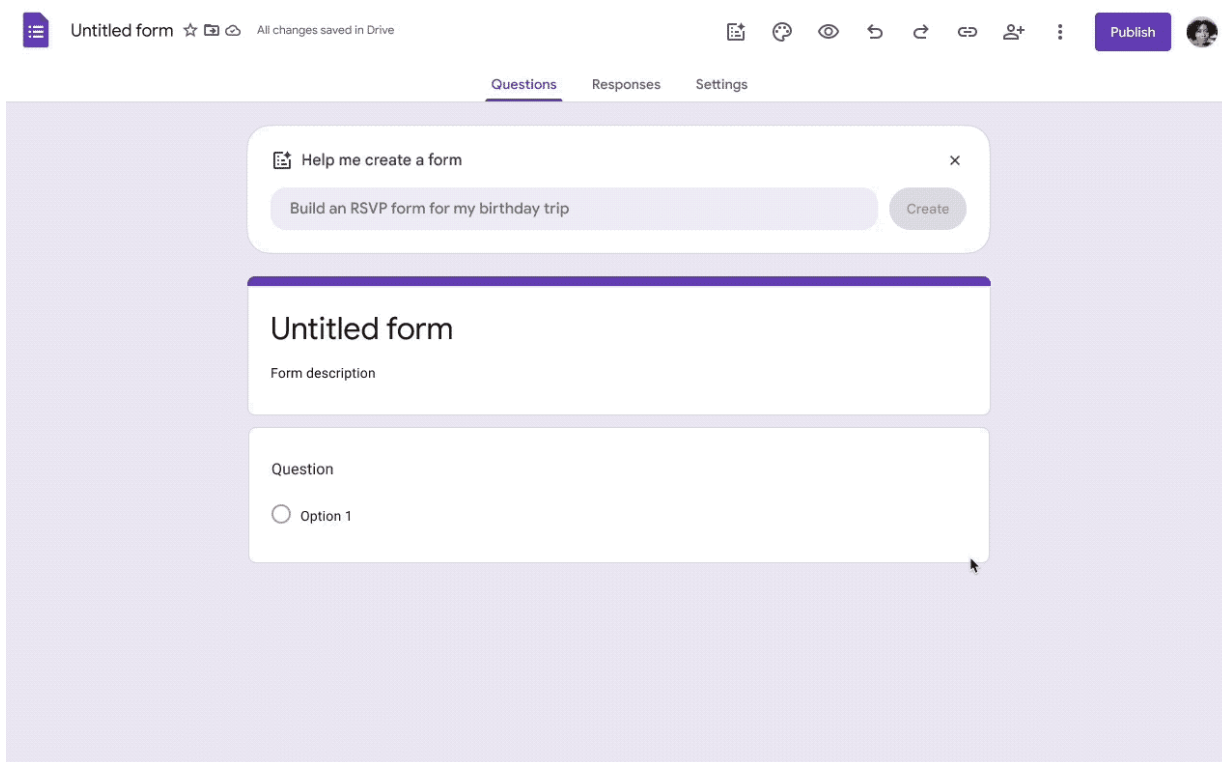 Untitled form All changes saved in Drive Publish
Questions Responses Settings
Help me create a form
Build an RSVP form for my birthday trip Create
Untitled form
Form description
Question
Option 1